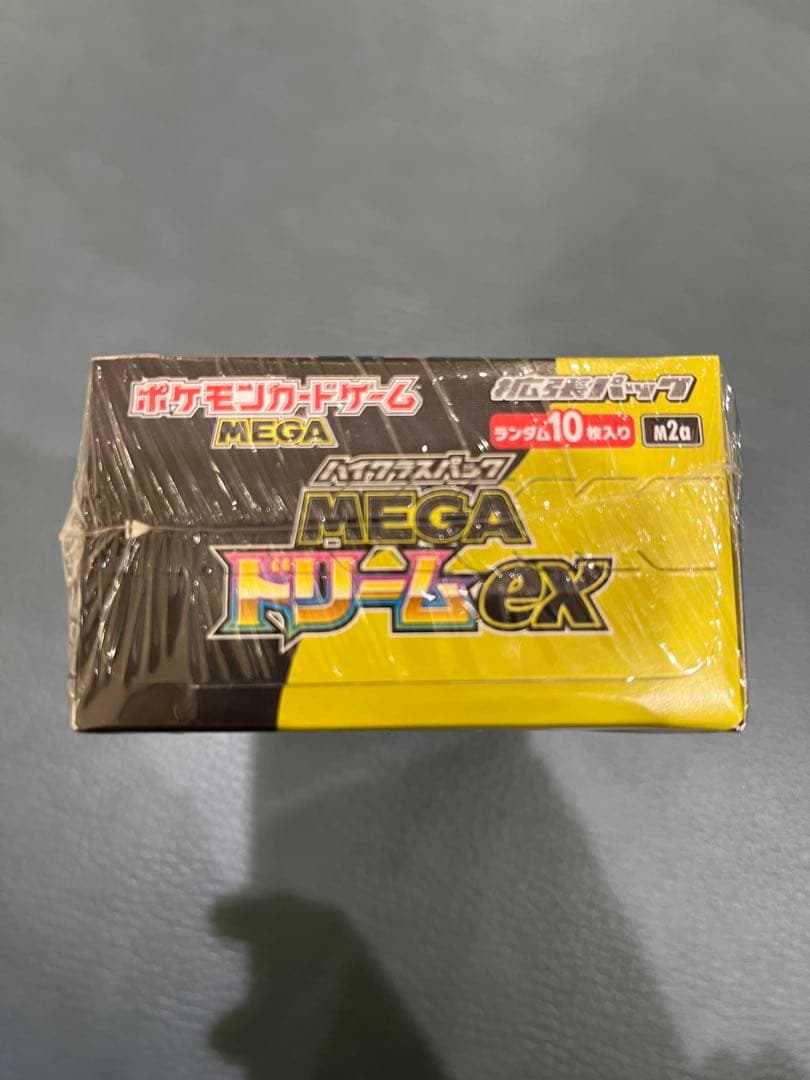 ポケモンカードゲーム
MEGA
拡張パック
ランダム10枚入り
M2a
ハイクラスパック
MEGA
ドリームex